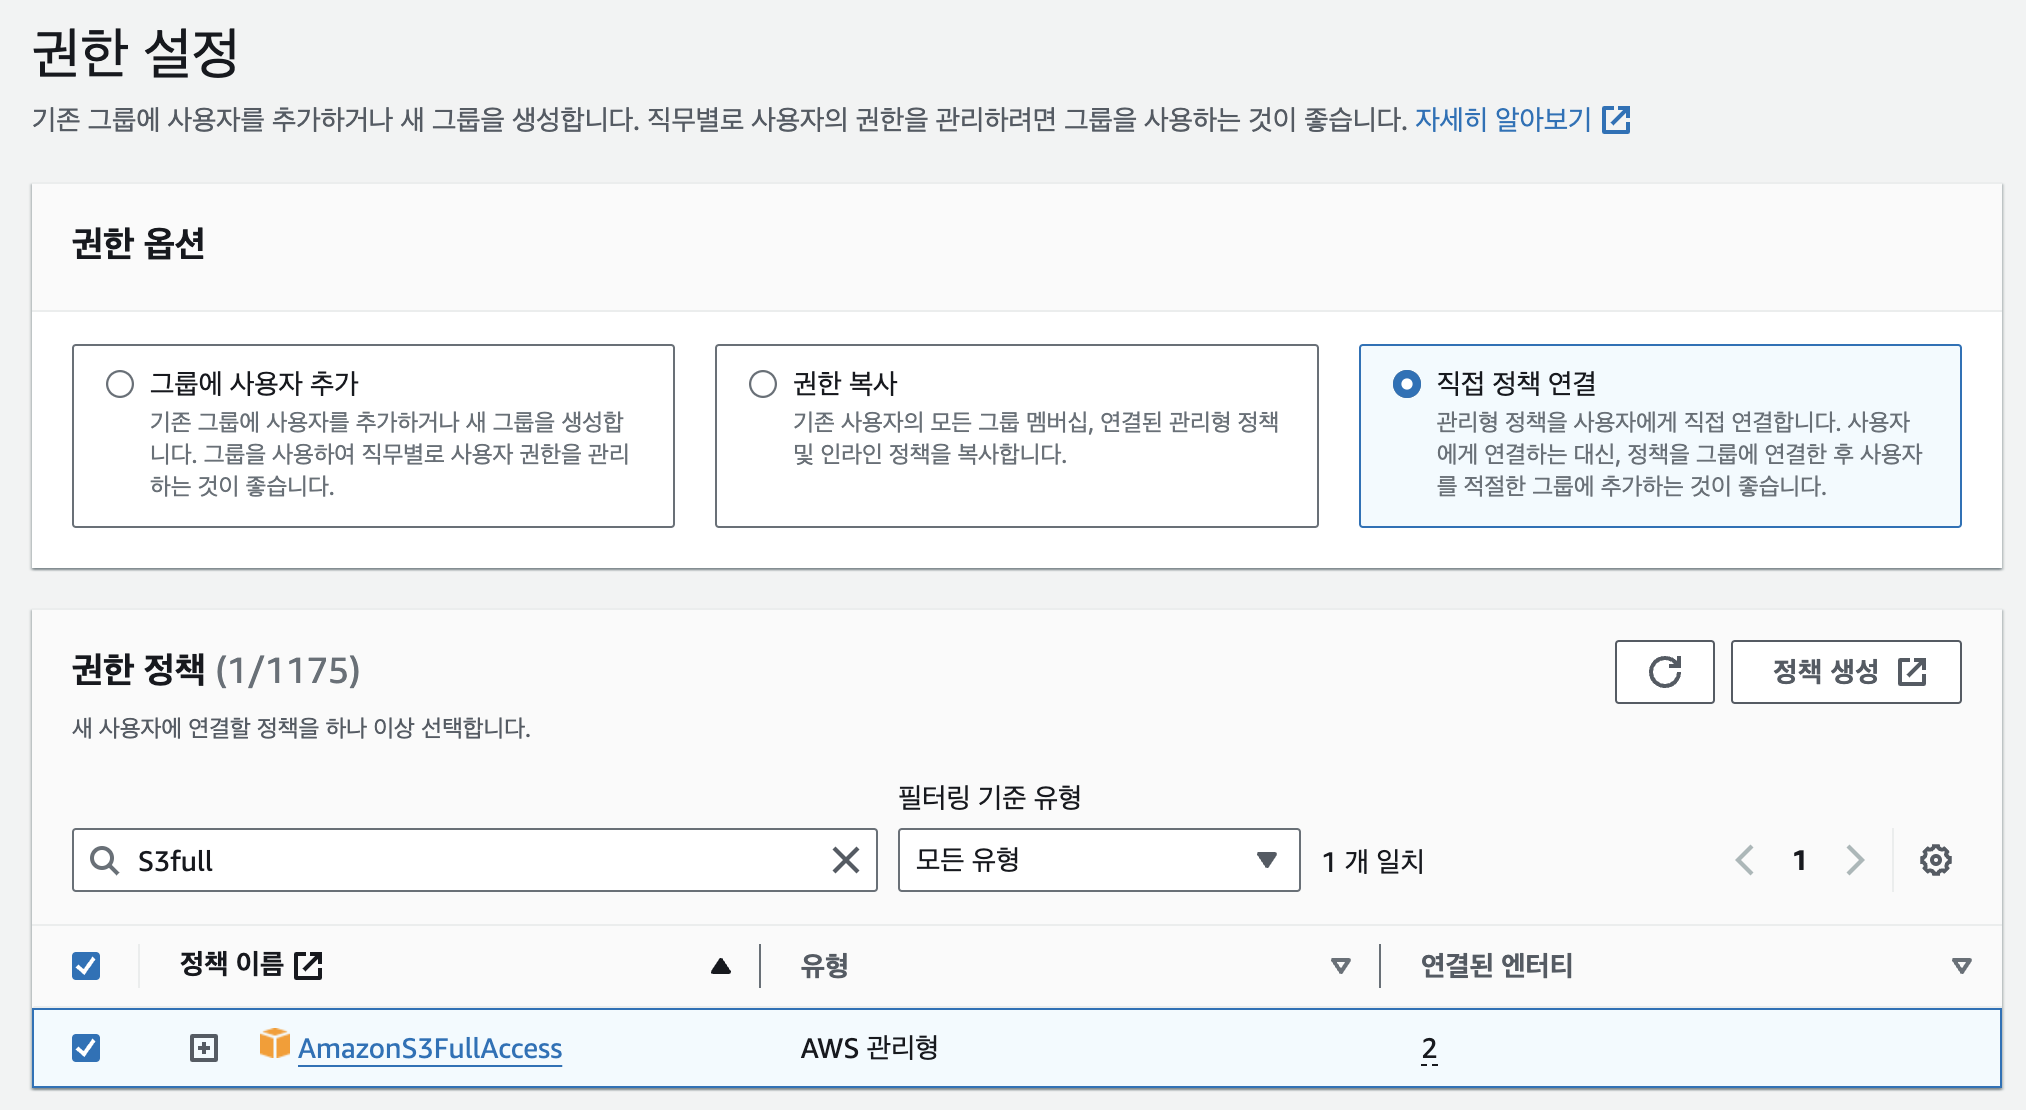 권한 설정
기존 그룹에 사용자를 추가하거나 새 그룹을 생성합니다. 직무별로 사용자의 권한을 관리하려면 그룹을 사용하는 것이 좋습니다. 자세히 알아보기
권한 옵션
그룹에 사용자 추가
기존 그룹에 사용자를 추가하거나 새 그룹을 생성합
니다. 그룹을 사용하여 직무별로 사용자 권한을 관리
하는 것이 좋습니다.
권한 복사
기존 사용자의 모든 그룹 멤버십, 연결된 관리형 정책
및 인라인 정책을 복사합니다.
직접 정책 연결
관리형 정책을 사용자에게 직접 연결합니다. 사용자
에게 연결하는 대신, 정책을 그룹에 연결한 후 사용자
를 적절한 그룹에 추가하는 것이 좋습니다.
권한 정책 (1/1175)
정책 생성
새 사용자에 연결할 정책을 하나 이상 선택합니다.
필터링 기준 유형
S3full
모든 유형
1 개 일치
1
정책 이름
유형
연결된 엔터티
AmazonS3FullAccess
AWS 관리형
2